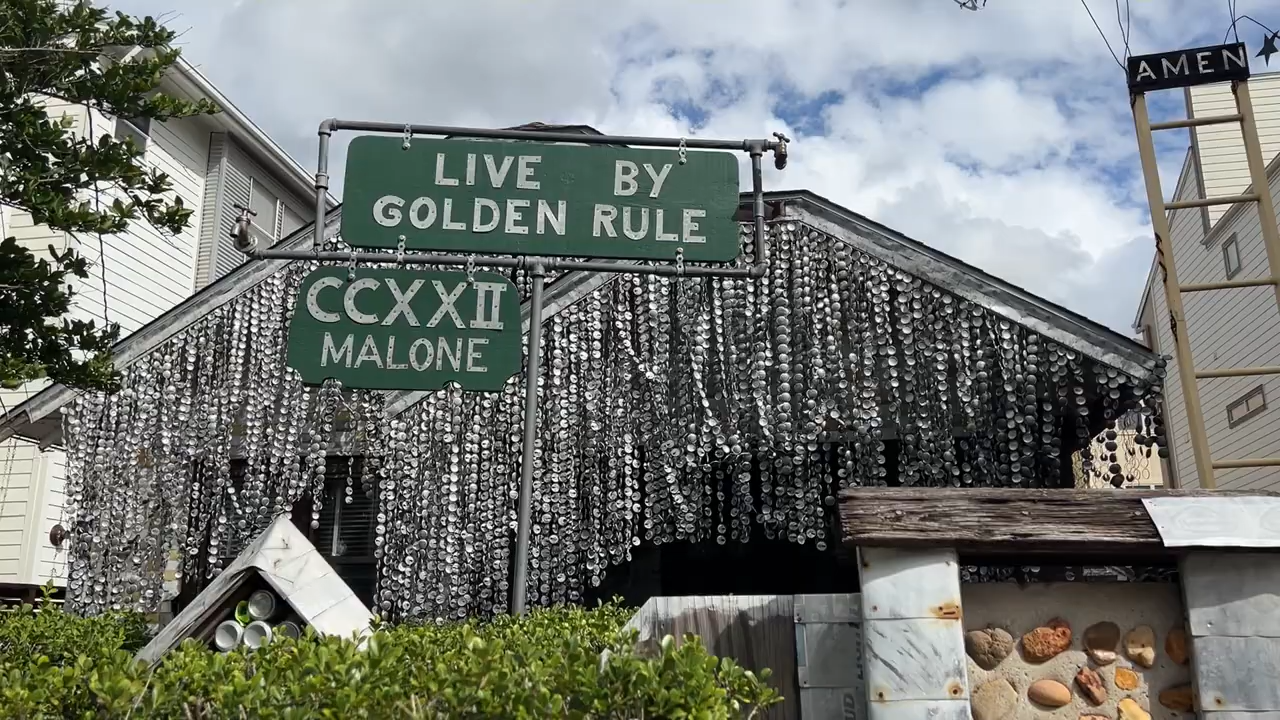 LIVE BY
GOLDEN RULE
CCXXII
MALONE
AMEN